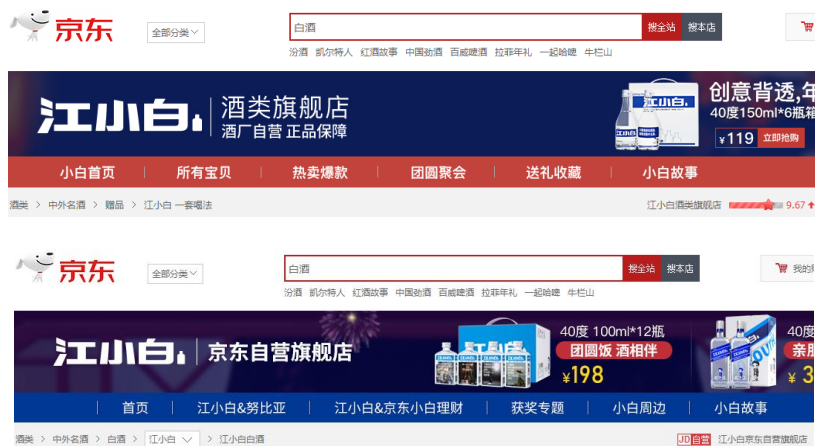 京东
全部分类
白酒
搜全站 搜本店
汾酒 凯尔特人 红酒故事 中国劲酒 百威啤酒 拉菲年礼 一起哈啤 牛栏山
江小白 酒类旗舰店
酒厂自营 正品保障
创意背透,年
40度150ml*6瓶箱
¥119 立即抢购
小白首页 所有宝贝 热卖爆款 团圆聚会 送礼收藏 小白故事
酒类 > 中外名酒 > 赠品 > 江小白 一套喝法
江小白酒类旗舰店 9.67
京东
全部分类
白酒
搜全站 搜本店
我的
汾酒 凯尔特人 红酒故事 中国劲酒 百威啤酒 拉菲年礼 一起哈啤 牛栏山
江小白 京东自营旗舰店
40度 100ml*12瓶
团圆饭 酒相伴
¥198
40度
亲朋
¥ 3
首页 江小白&努比亚 江小白&京东小白理财 获奖专题 小白周边 小白故事
酒类 > 中外名酒 > 白酒 > 江小白 > 江小白白酒
JD自营 江小白京东自营旗舰店